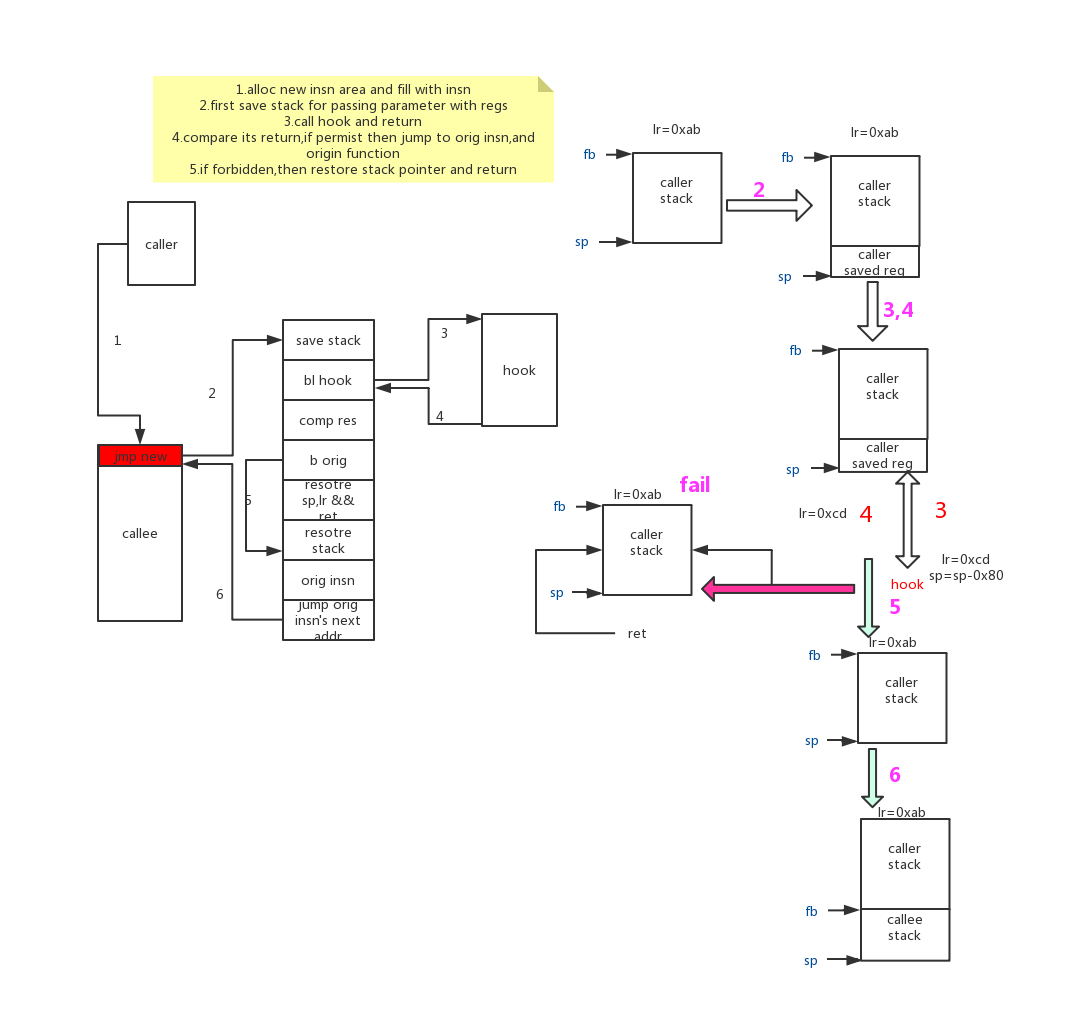 1.alloc new insn area and fill with insn
2.first save stack for passing parameter with regs
3.call hook and return
4.compare its return,if permist then jump to orig insn,and
origin function
5.if forbidden,then restore stack pointer and return
caller
1
jmp new
callee
2
6
save stack
bl hook
comp res
b orig
5
resotre
sp,lr &&
ret
resotre
stack
orig insn
jump orig
insn's next
addr
3
4
hook
lr=0xab
fb
caller
stack
sp
2
lr=0xab
fb
caller
stack
caller
saved reg
sp
3,4
fb
caller
stack
caller
saved reg
sp
lr=0xcd
4
3
lr=0xcd
sp=sp-0x80
hook
5
fail
lr=0xab
fb
caller
stack
sp
ret
lr=0xab
fb
caller
stack
sp
6
lr=0xab
caller
stack
fb
callee
stack
sp